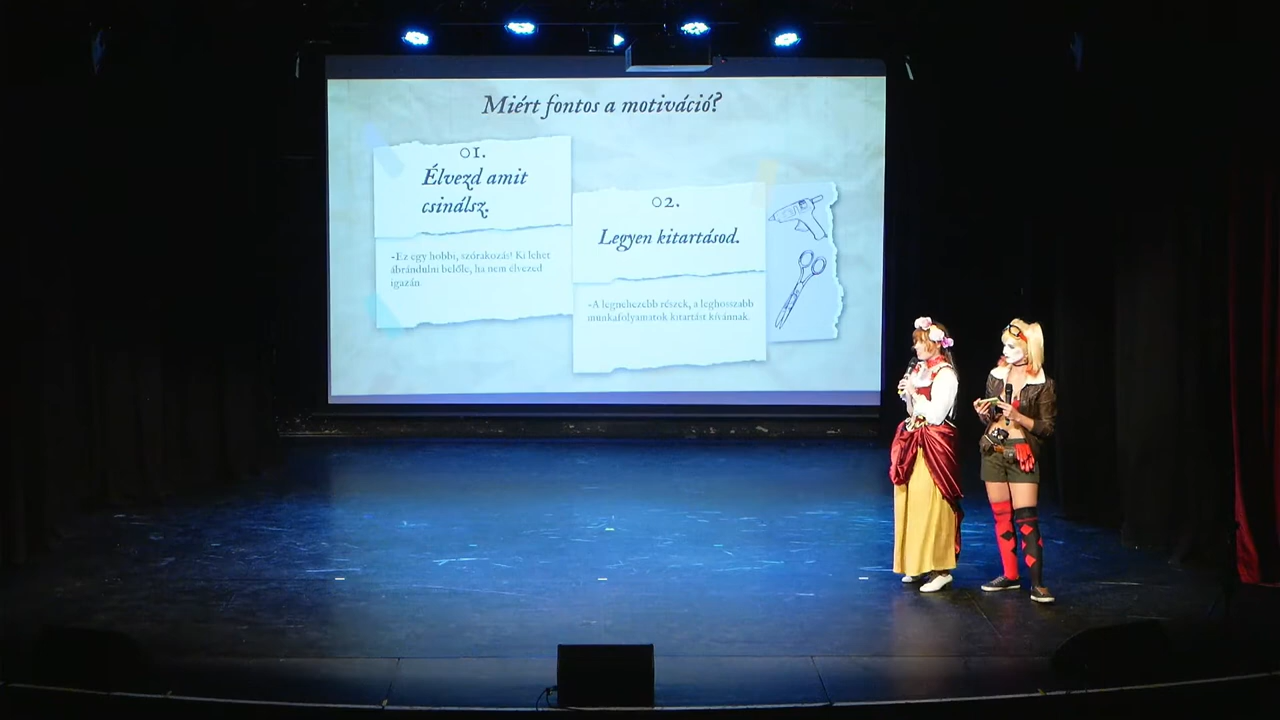 Miért fontos a motiváció?
01.
Élvezd amit
csinálsz.
-Ez egy hobbi, szórakozás! Ki lehet
ábrándulni belőle, ha nem élvezed
igazán
02.
Legyen kitartásod.
-A legnehezebb részek, a leghosszabb
munkafolyamatok kitartást kívánnak.